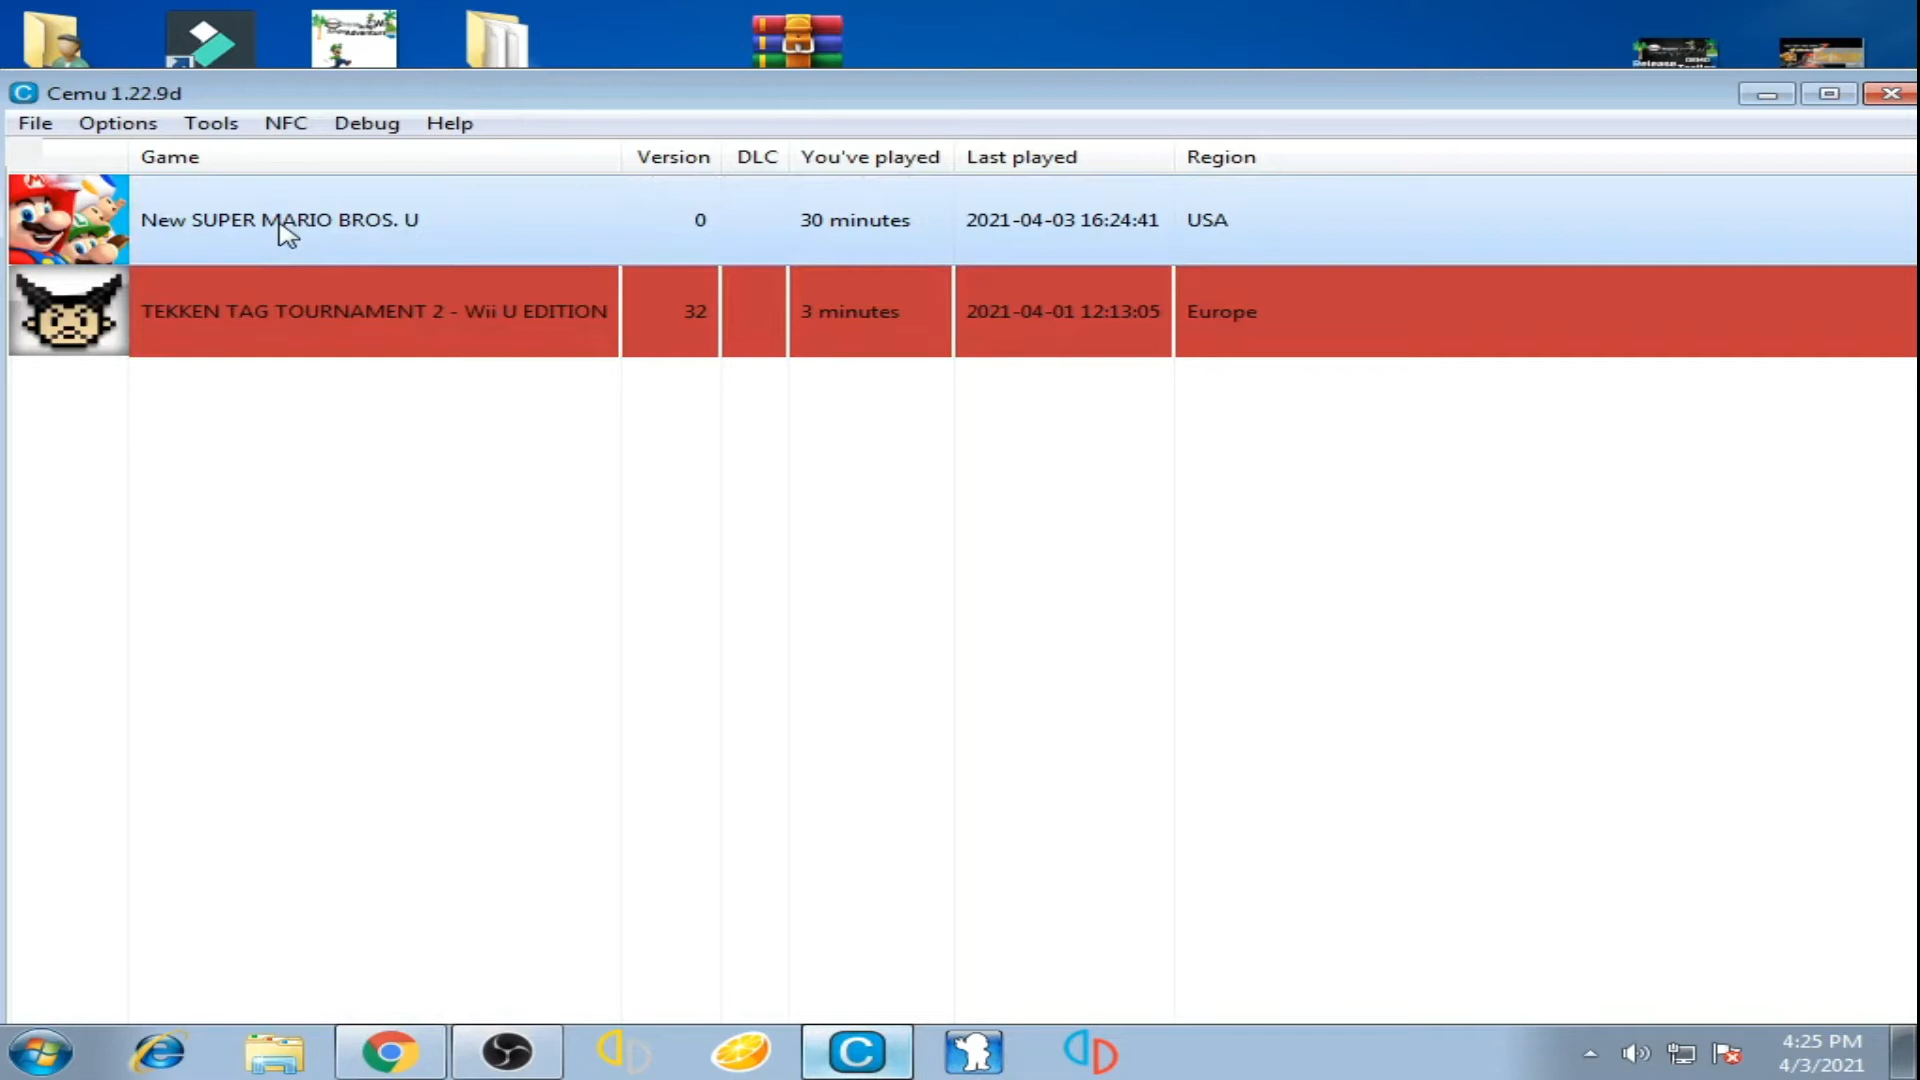 Cemu 1.22.9d
File Options Tools NFC Debug Help
Game Version DLC You've played Last played Region
New SUPER MARIO BROS. U 0 30 minutes 2021-04-03 16:24:41 USA
TEKKEN TAG TOURNAMENT 2 - Wii U EDITION 32 3 minutes 2021-04-01 12:13:05 Europe
4:25 PM
4/3/2021